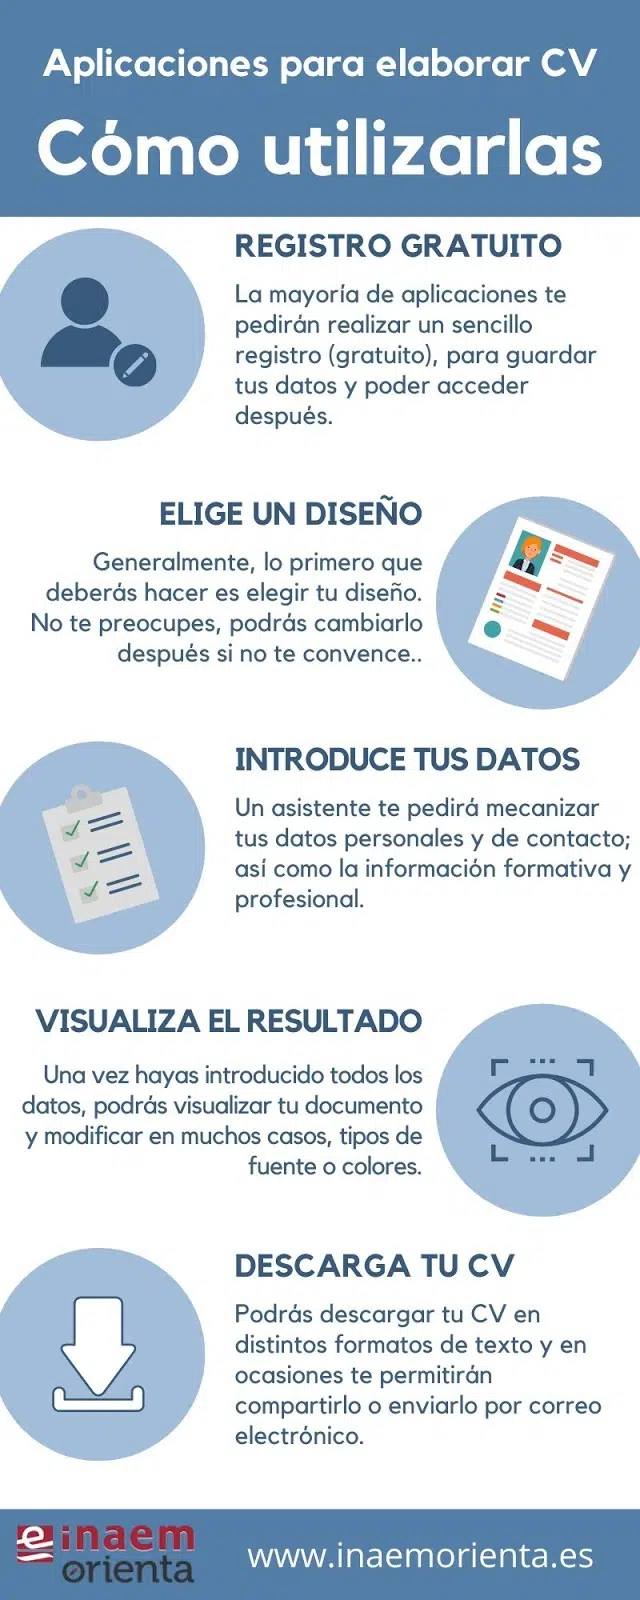 Aplicaciones para elaborar CV
Cómo utilizarlas
REGISTRO GRATUITO
La mayoría de aplicaciones te
pedirán realizar un sencillo
registro (gratuito), para guardar
tus datos y poder acceder
después.
ELIGE UN DISEÑO
Generalmente, lo primero que
deberás hacer es elegir tu diseño.
No te preocupes, podrás cambiarlo
después si no te convence..
INTRODUCE TUS DATOS
Un asistente te pedirá mecanizar
tus datos personales y de contacto;
así como la información formativa y
profesional.
VISUALIZA EL RESULTADO
Una vez hayas introducido todos los
datos, podrás visualizar tu documento
y modificar en muchos casos, tipos de
fuente o colores.
DESCARGA TU CV
Podrás descargar tu CV en
distintos formatos de texto y en
ocasiones te permitirán
compartirlo o enviarlo por correo
electrónico.
e inaem
orienta
www.inaemorienta.es